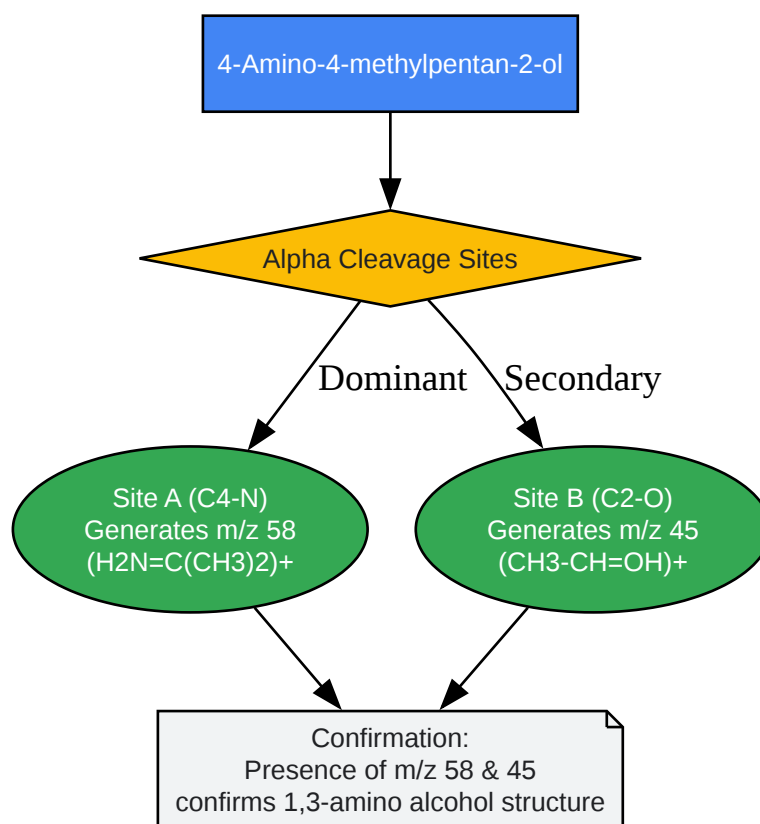 4-Amino-4-methylpentan-2-ol
Alpha Cleavage Sites
Dominant
Secondary
Site A (C4-N)
Generates m/z 58
(H2N=C(CH3)2)+
Site B (C2-O)
Generates m/z 45
(CH3-CH=OH)+
Confirmation:
Presence of m/z 58 & 45
confirms 1,3-amino alcohol structure